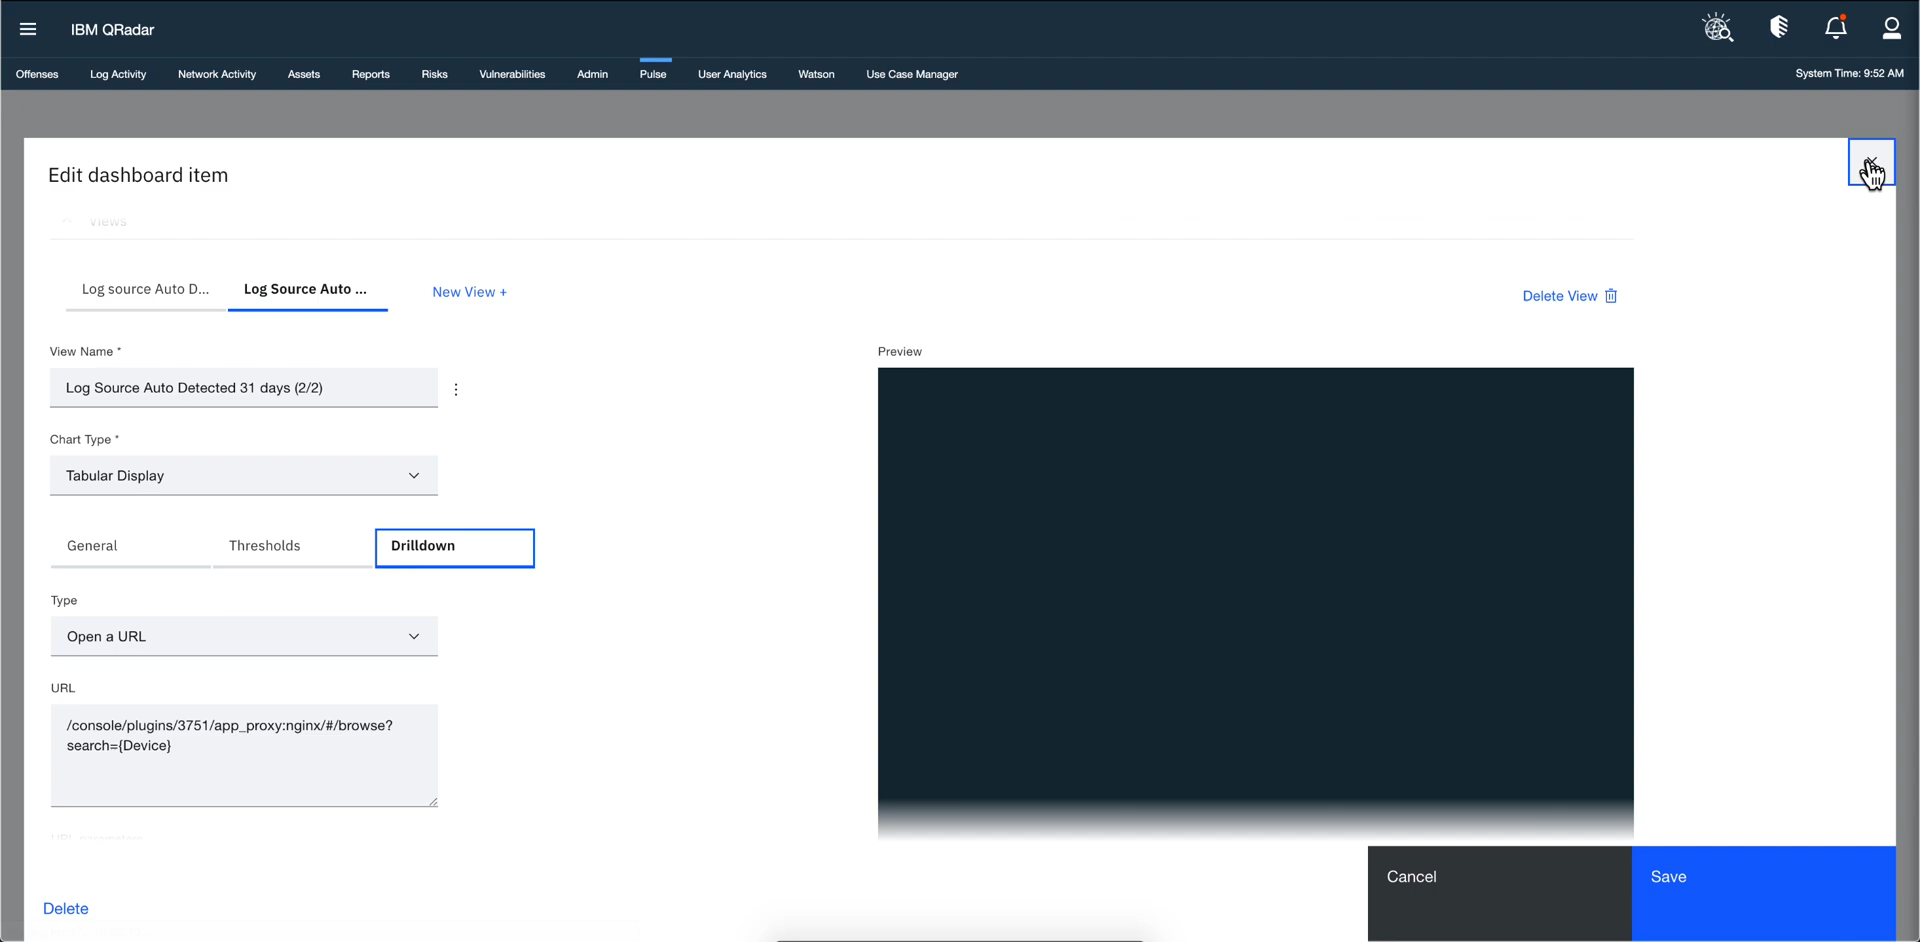 IBM QRadar
Offenses Log Activity Network Activity Assets Reports Risks Vulnerabilities Admin Pulse User Analytics Watson Use Case Manager System Time: 9:52 AM
Edit dashboard item
Views
Log source Auto D... Log Source Auto ... New View + Delete View
View Name *
Preview
Log Source Auto Detected 31 days (2/2)
Chart Type *
Tabular Display
General Thresholds Drilldown
Type
Open a URL
URL
/console/plugins/3751/app_proxy:nginx/#/browse?
search={Device}
URL parameters
Cancel Save
Delete